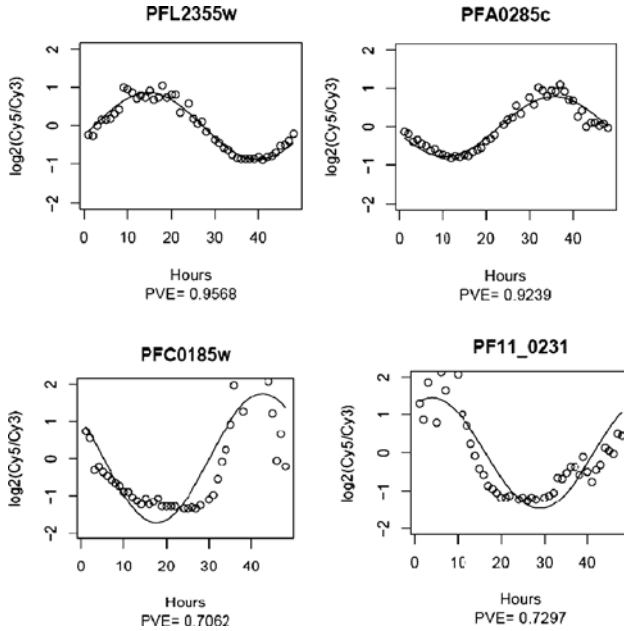 PFL2355w
log2(Cy5/Cy3)
2
1
0
-1
-2
0 10 20 30 40
Hours
PVE= 0.9568
PFA0285c
log2(Cy5/Cy3)
2
1
0
-1
-2
0 10 20 30 40
Hours
PVE= 0.9239
PFC0185w
log2(Cy5/Cy3)
2
1
0
-1
-2
0 10 20 30 40
Hours
PVE= 0.7062
PF11_0231
log2(Cy5/Cy3)
2
1
0
-1
-2
0 10 20 30 40
Hours
PVE= 0.7297